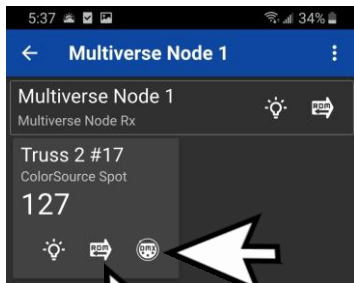 5:37 34%
Multiverse Node 1
Multiverse Node 1
Multiverse Node Rx
RDM
Truss 2 #17
ColorSource Spot
127
RDM DMX